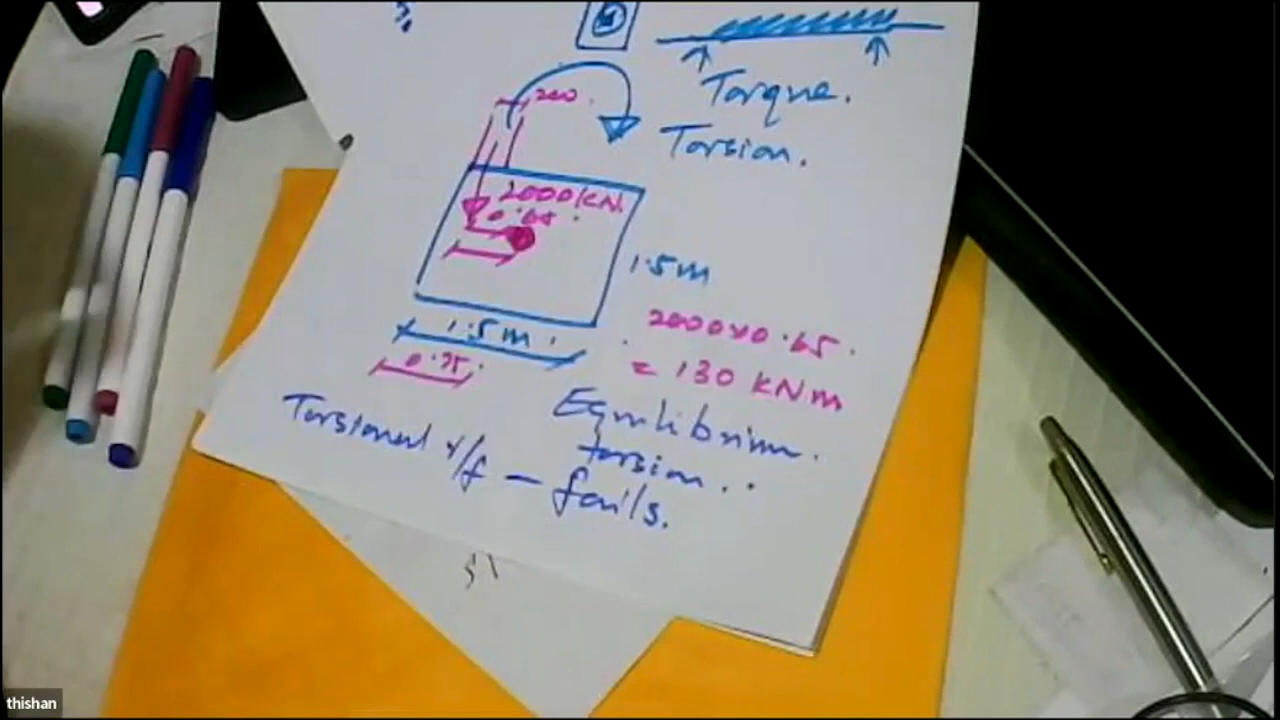 200.
Torque.
Torsion.
2000KN.
0.65.
1.5m
1.5m.
0.75.
2000x0.65.
= 130 KNm
Equilibrium
torsion..
Torsional r/f - fails.
thishan